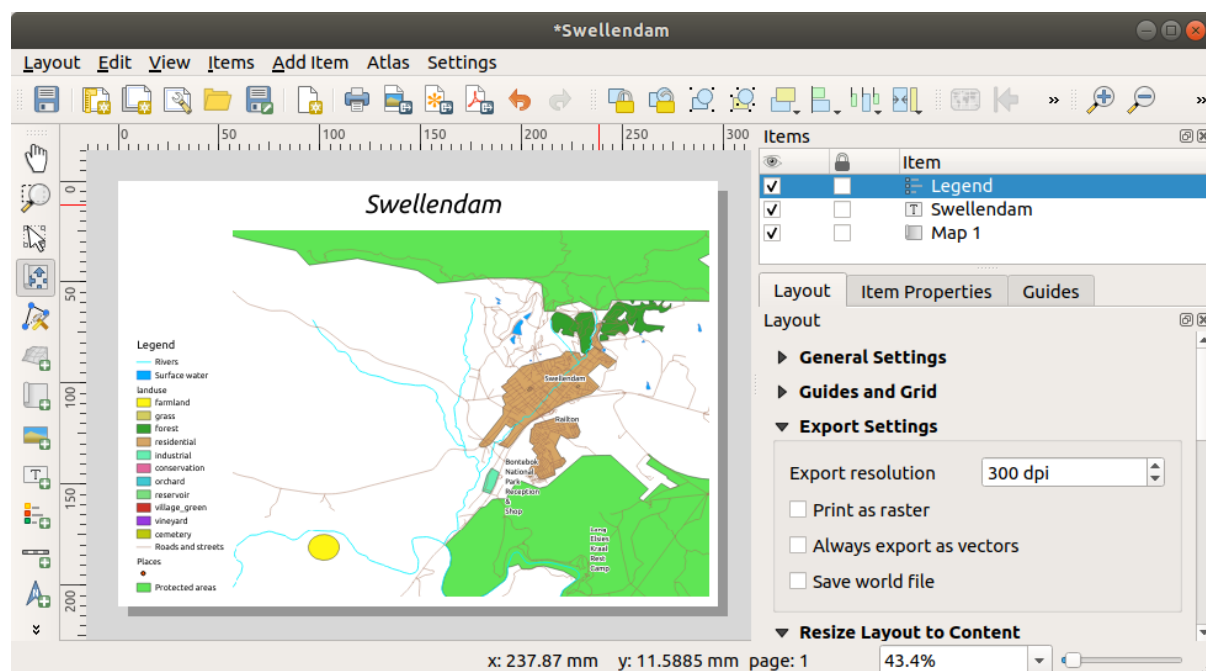 *Swellendam
Layout Edit View Items Add Item Atlas Settings
»
»
0 50 100 150 200 250 300
0
50
100
150
200
Swellendam
Legend
Rivers
Surface water
landuse
farmland
grass
forest
residential
industrial
conservation
orchard
reservoir
village_green
vineyard
cemetery
Roads and streets
Places
Protected areas
Swellendam
Railton
Bontebok
National
Park
Reception
&
Shop
Lang
Elsies
Kraal
Rest
Camp
Items
Item
Legend
T Swellendam
Map 1
Layout Item Properties Guides
Layout
General Settings
Guides and Grid
Export Settings
Export resolution 300 dpi
Print as raster
Always export as vectors
Save world file
Resize Layout to Content
x: 237.87 mm y: 11.5885 mm page: 1 43.4%